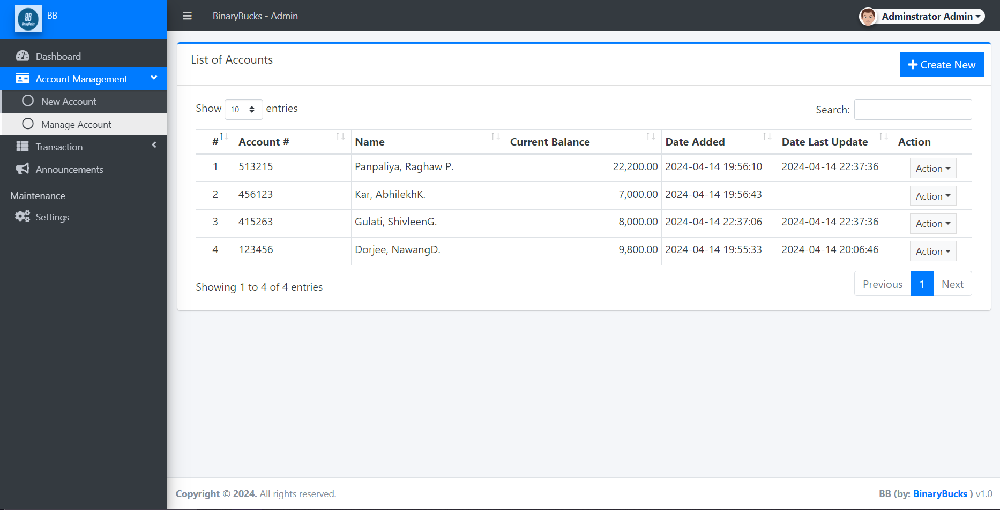 BB
BB
BinaryBucks
BinaryBucks - Admin
Adminstrator Admin
Dashboard
Account Management
New Account
Manage Account
Transaction
Announcements
Maintenance
Settings
List of Accounts
Create New
Show 10 entries
Search:
# Account # Name Current Balance Date Added Date Last Update Action
1 513215 Panpaliya, Raghaw P. 22,200.00 2024-04-14 19:56:10 2024-04-14 22:37:36 Action
2 456123 Kar, AbhilekhK. 7,000.00 2024-04-14 19:56:43 Action
3 415263 Gulati, ShivleenG. 8,000.00 2024-04-14 22:37:06 2024-04-14 22:37:36 Action
4 123456 Dorjee, NawangD. 9,800.00 2024-04-14 19:55:33 2024-04-14 20:06:46 Action
Showing 1 to 4 of 4 entries
Previous 1 Next
Copyright © 2024. All rights reserved.
BB (by: BinaryBucks ) v1.0